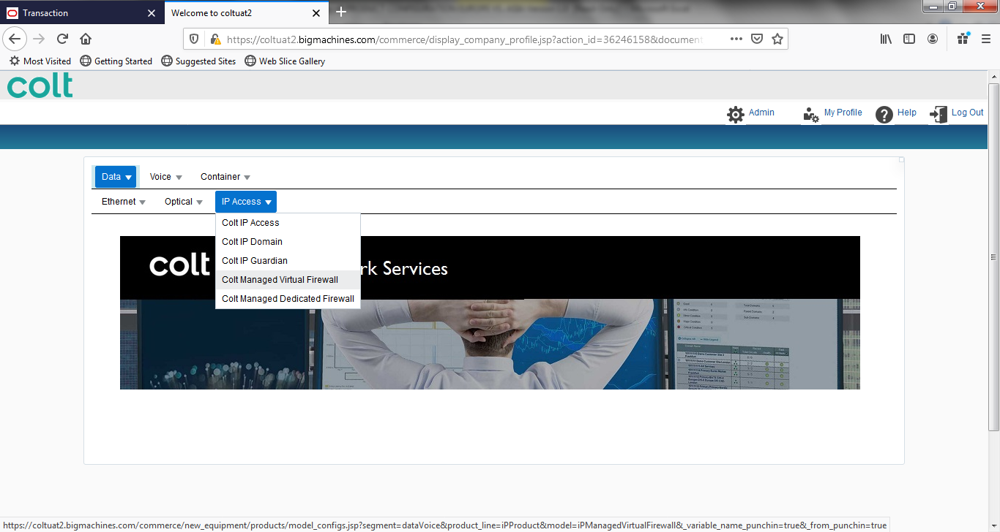 Transaction
Welcome to coltuat2
https://coltuat2.bigmachines.com/commerce/display_company_profile.jsp?action_id=36246158&document
Most Visited Getting Started Suggested Sites Web Slice Gallery
colt
Admin My Profile Help Log Out
Data Voice Container
Ethernet Optical IP Access
Colt IP Access
Colt IP Domain
Colt IP Guardian
Colt Managed Virtual Firewall
Colt Managed Dedicated Firewall
colt rk Services
https://coltuat2.bigmachines.com/commerce/new_equipment/products/model_configs.jsp?segment=dataVoice&product_line=iPProduct&model=iPManagedVirtualFirewall&_variable_name_punchin=true&_from_punchin=true